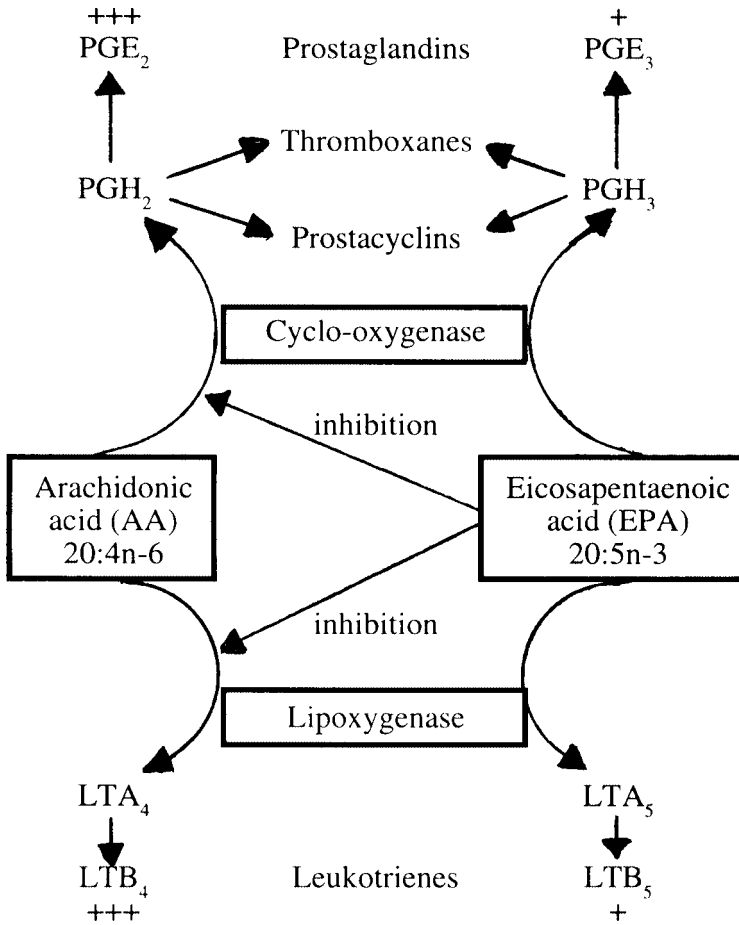 +++ +
PGE₂ Prostaglandins PGE₃
Thromboxanes
PGH₂ PGH₃
Prostacyclins
Cyclo-oxygenase
inhibition
Arachidonic
acid (AA)
20:4n-6
Eicosapentaenoic
acid (EPA)
20:5n-3
inhibition
Lipoxygenase
LTA₄ LTA₅
LTB₄ Leukotrienes LTB₅
+++ +